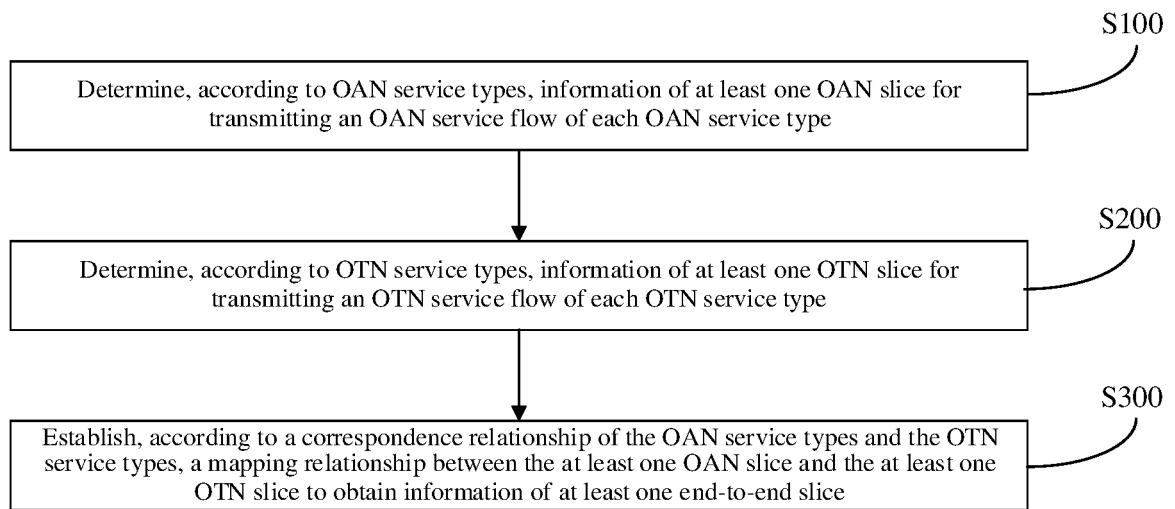 S100
Determine, according to OAN service types, information of at least one OAN slice for
transmitting an OAN service flow of each OAN service type
S200
Determine, according to OTN service types, information of at least one OTN slice for
transmitting an OTN service flow of each OTN service type
S300
Establish, according to a correspondence relationship of the OAN service types and the OTN
service types, a mapping relationship between the at least one OAN slice and the at least one
OTN slice to obtain information of at least one end-to-end slice